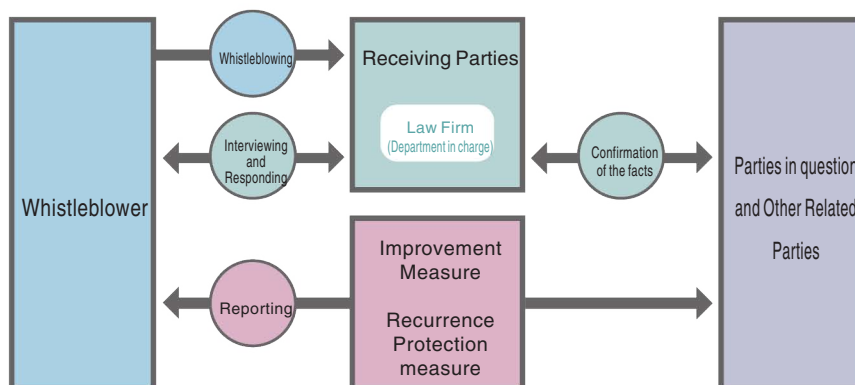 Whistleblowing
Receiving Parties
Law Firm
(Department in charge)
Interviewing
and
Responding
Confirmation
of the facts
Whistleblower
Parties in question
and Other Related
Parties
Improvement
Measure
Reporting
Recurrence
Protection
measure